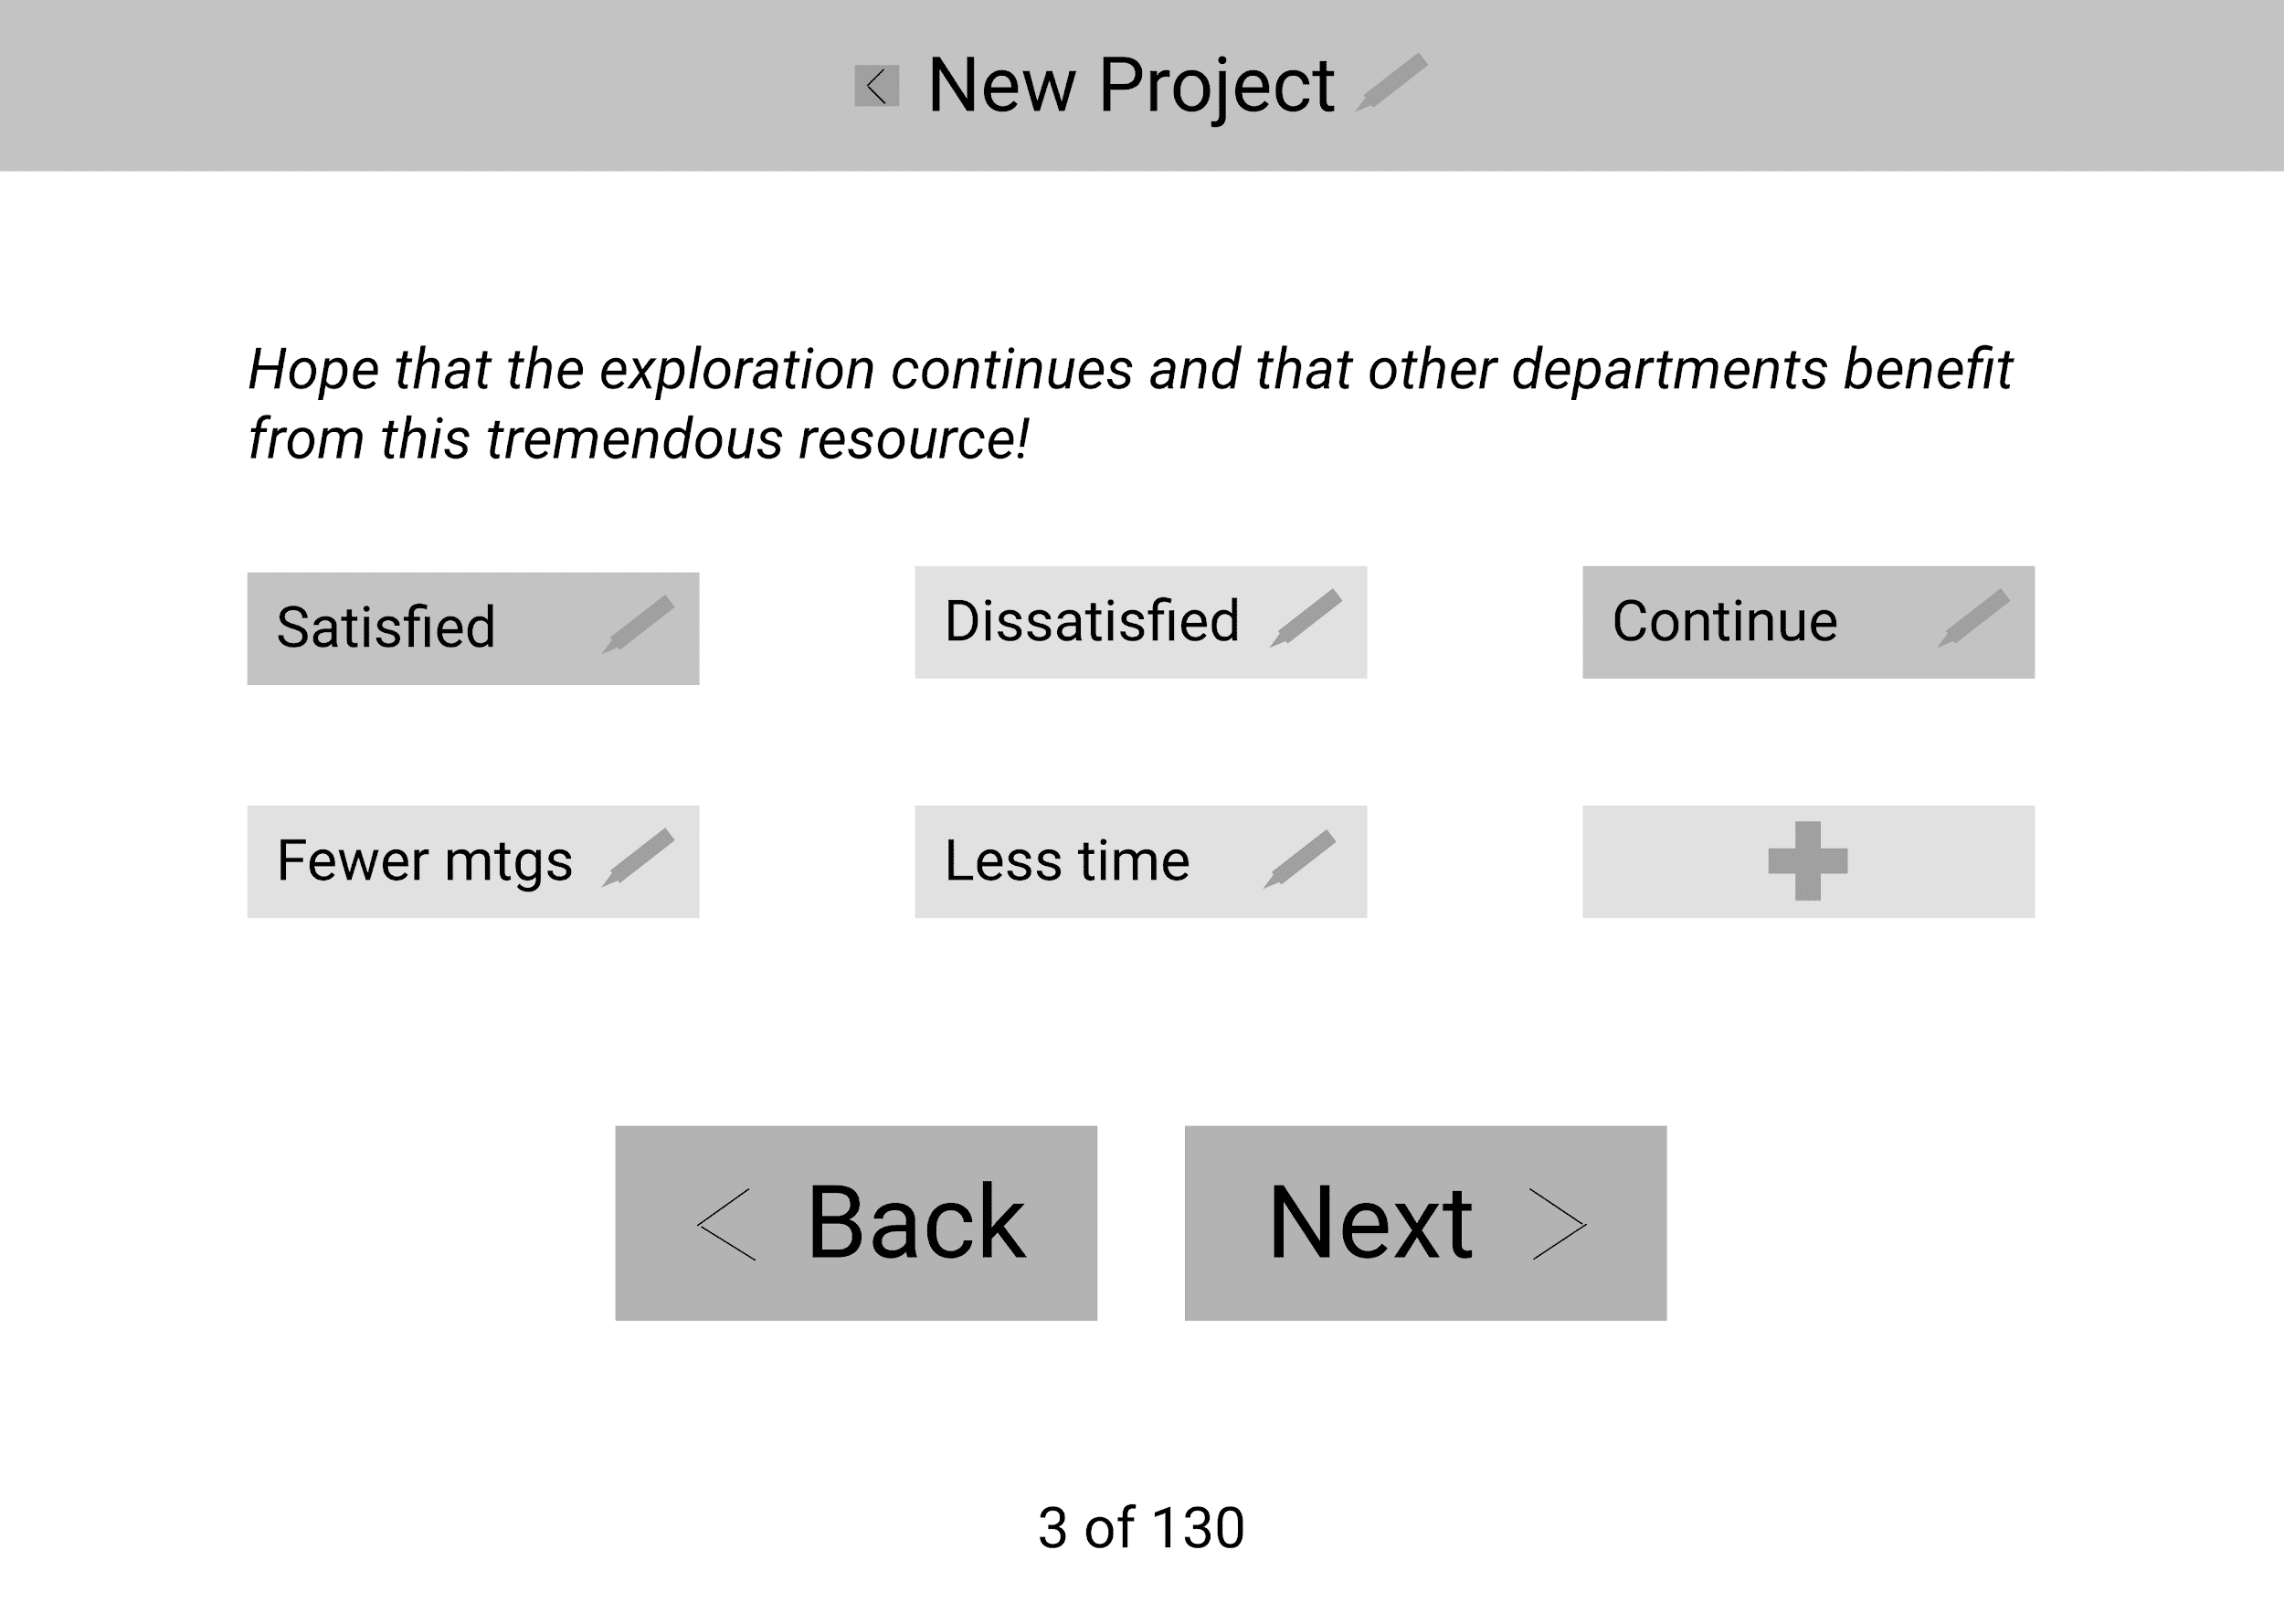 New Project
Hope that the exploration continues and that other departments benefit
from this tremendous resource!
Satisfied
Dissatisfied
Continue
Fewer mtgs
Less time
Back
Next
3 of 130